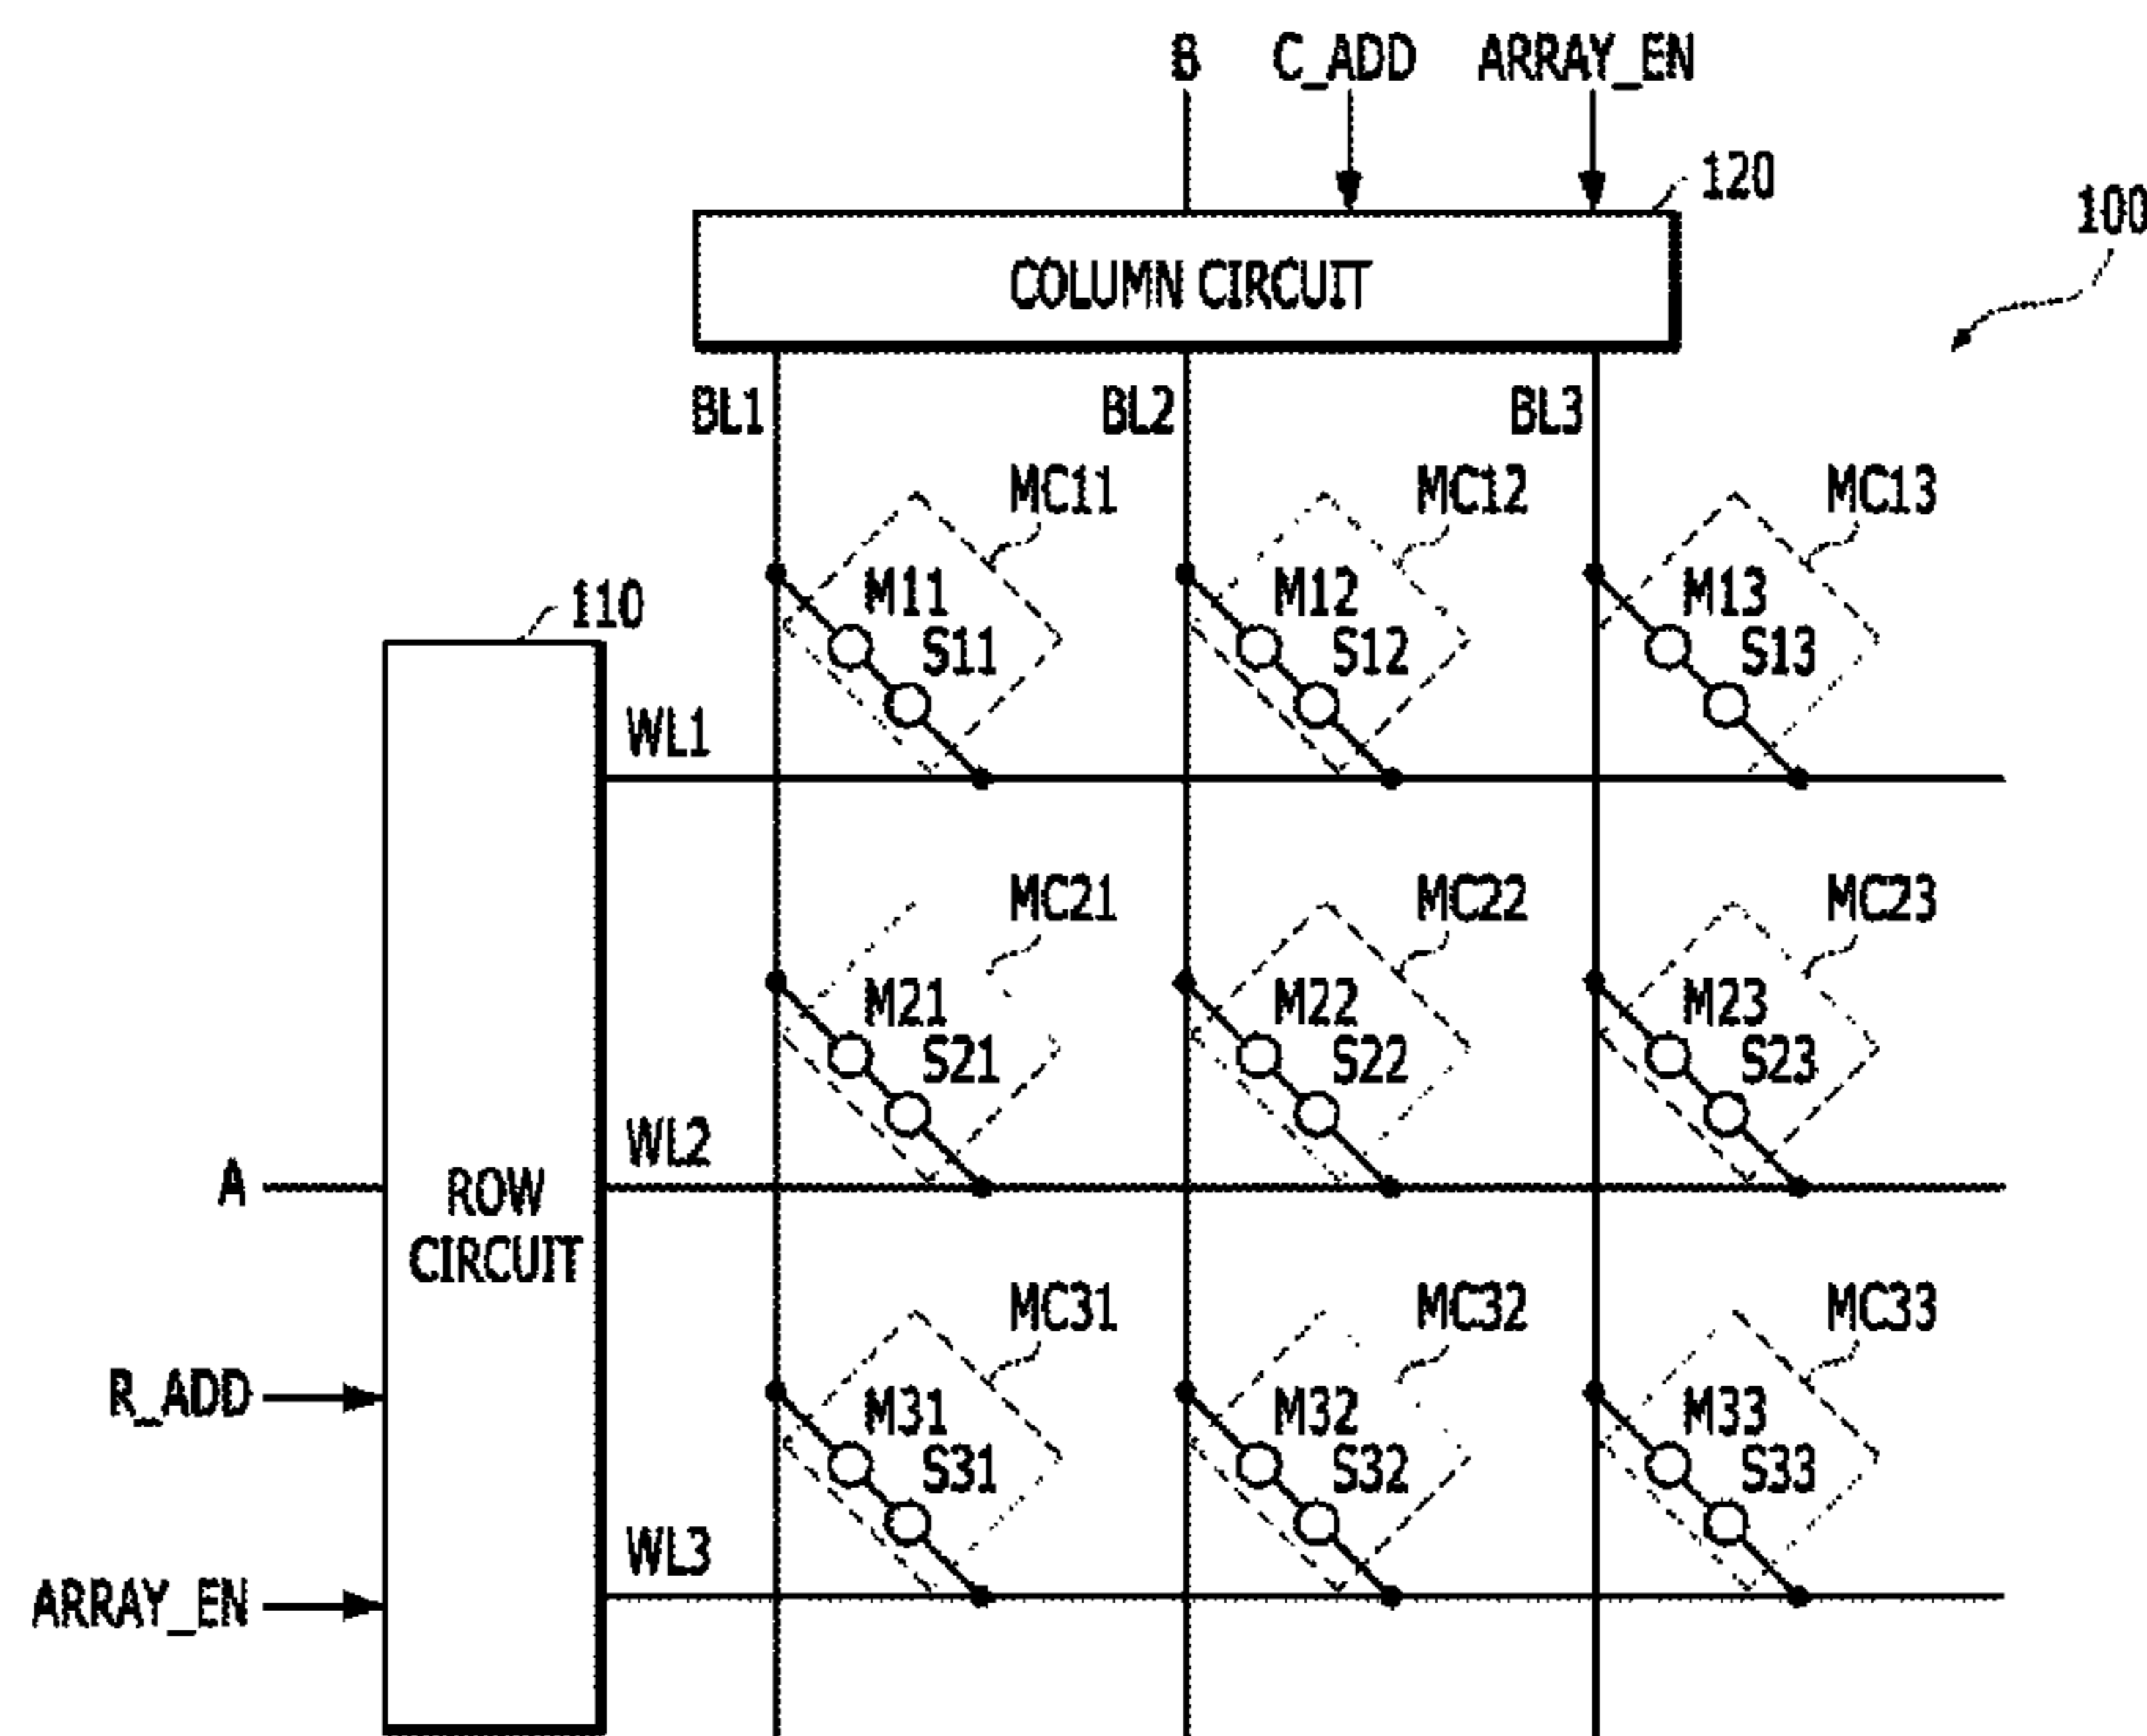 B C_ADD ARRAY_EN
120
100
COLUMN CIRCUIT
BL1 BL2 BL3
MC11 MC12 MC13
M11 M12 M13
110
S11 S12 S13
WL1
MC21 MC22 MC23
M21 M22 M23
S21 S22 S23
WL2
A
ROW
CIRCUIT
MC31 MC32 MC33
R_ADD
M31 M32 M33
S31 S32 S33
WL3
ARRAY_EN